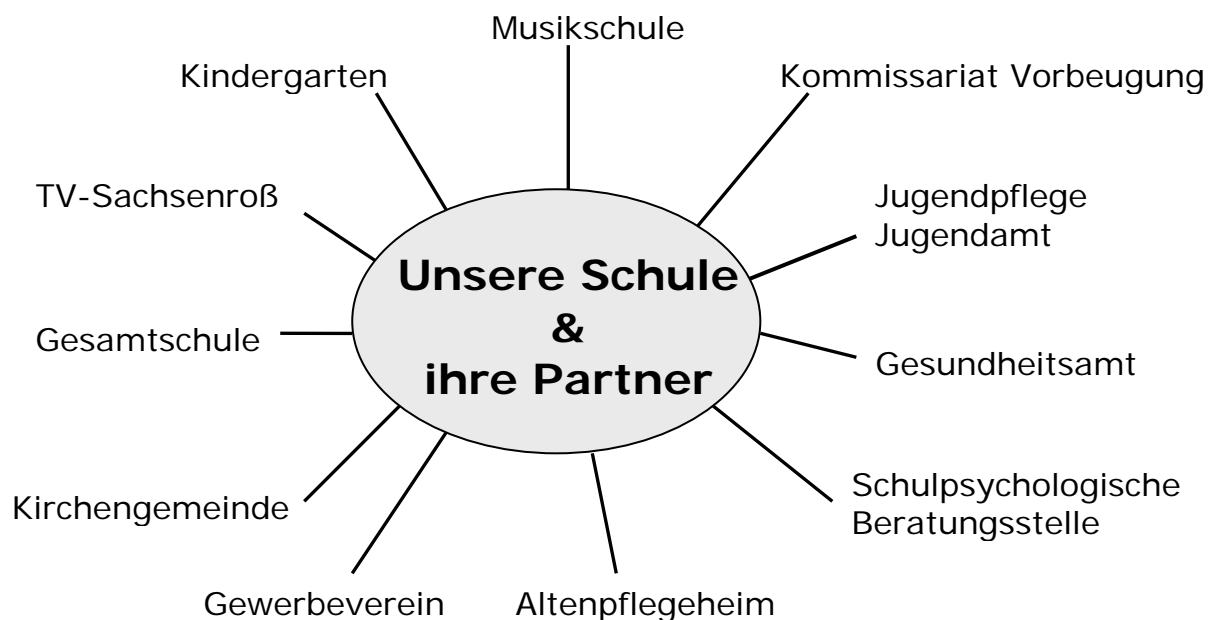 Musikschule
Kindergarten
Kommissariat Vorbeugung
TV-Sachsenroß
Jugendpflege
Jugendamt
Unsere Schule
&
ihre Partner
Gesamtschule
Gesundheitsamt
Kirchengemeinde
Schulpsychologische
Beratungsstelle
Gewerbeverein
Altenpflegeheim